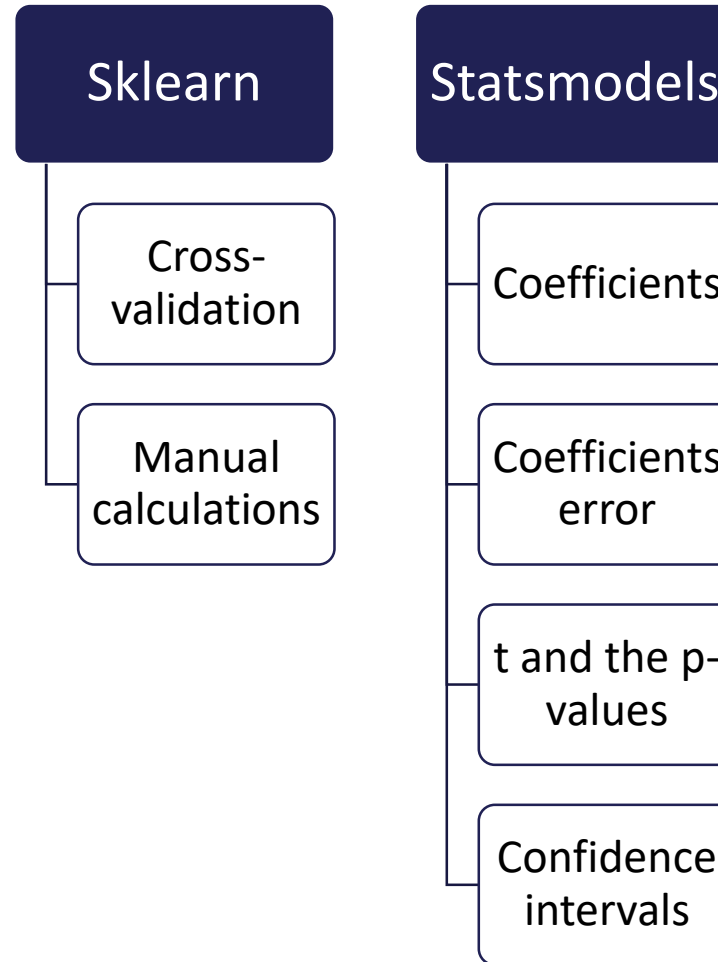 Sklearn
Cross-
validation
Manual
calculations
Statsmodels
Coefficients
Coefficients
error
t and the p-
values
Confidence
intervals